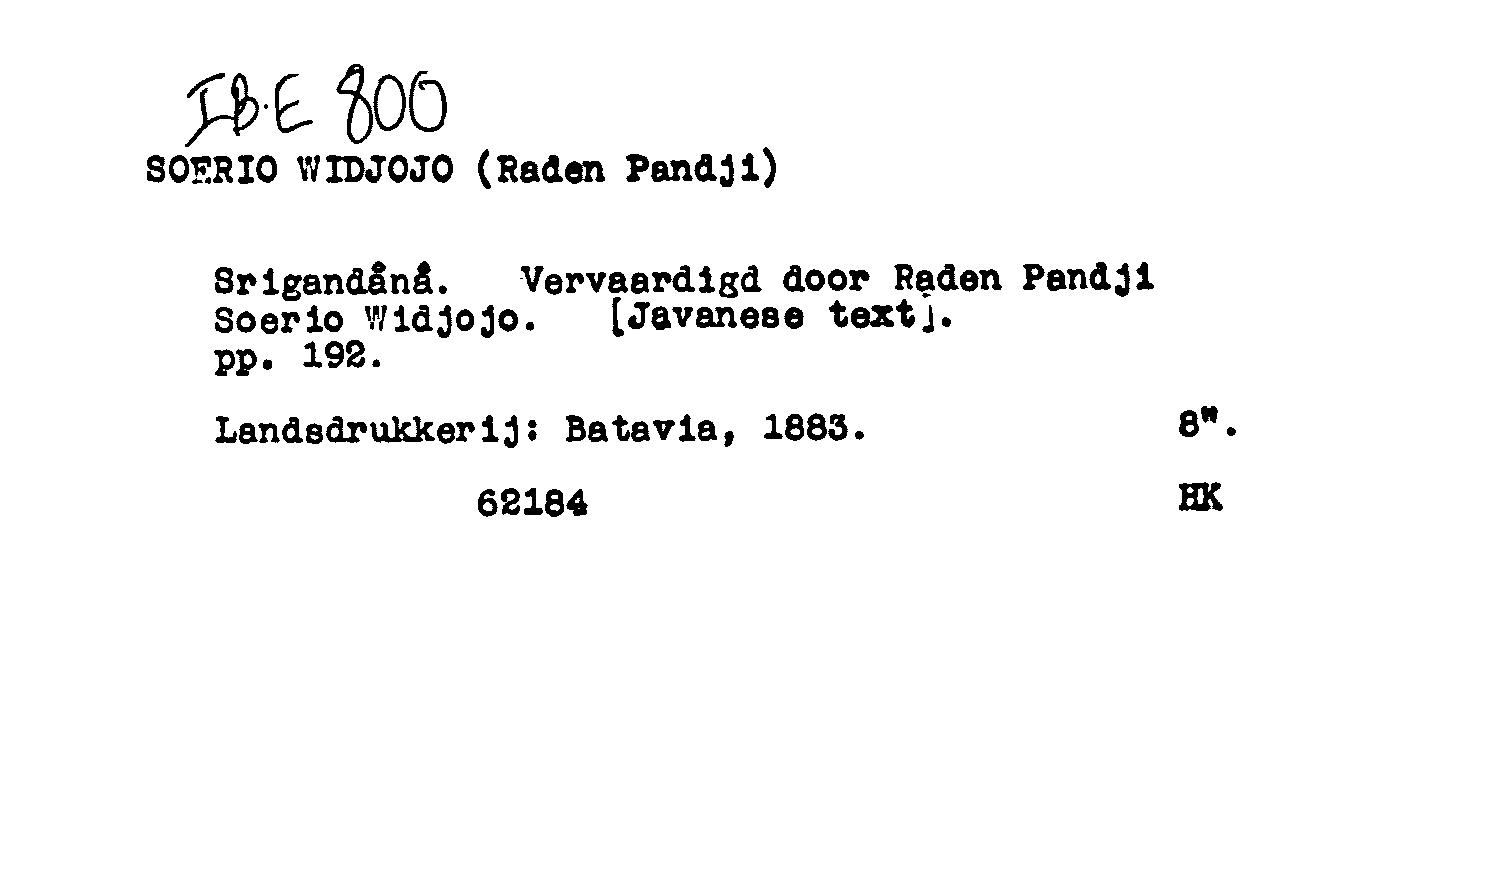 IB.E 800
SOERIO WIDJOJO (Raden Pandji)
Srigandånå. Vervaardigd door Raden Pandji
Soerio Widjojo. [Javanese text].
pp. 192.
Landsdrukkerij: Batavia, 1883. 8".
62184 HK